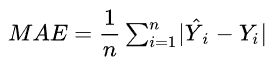 MAE = \frac{1}{n} \sum_{i=1}^{n} |\hat{Y}_i - Y_i|